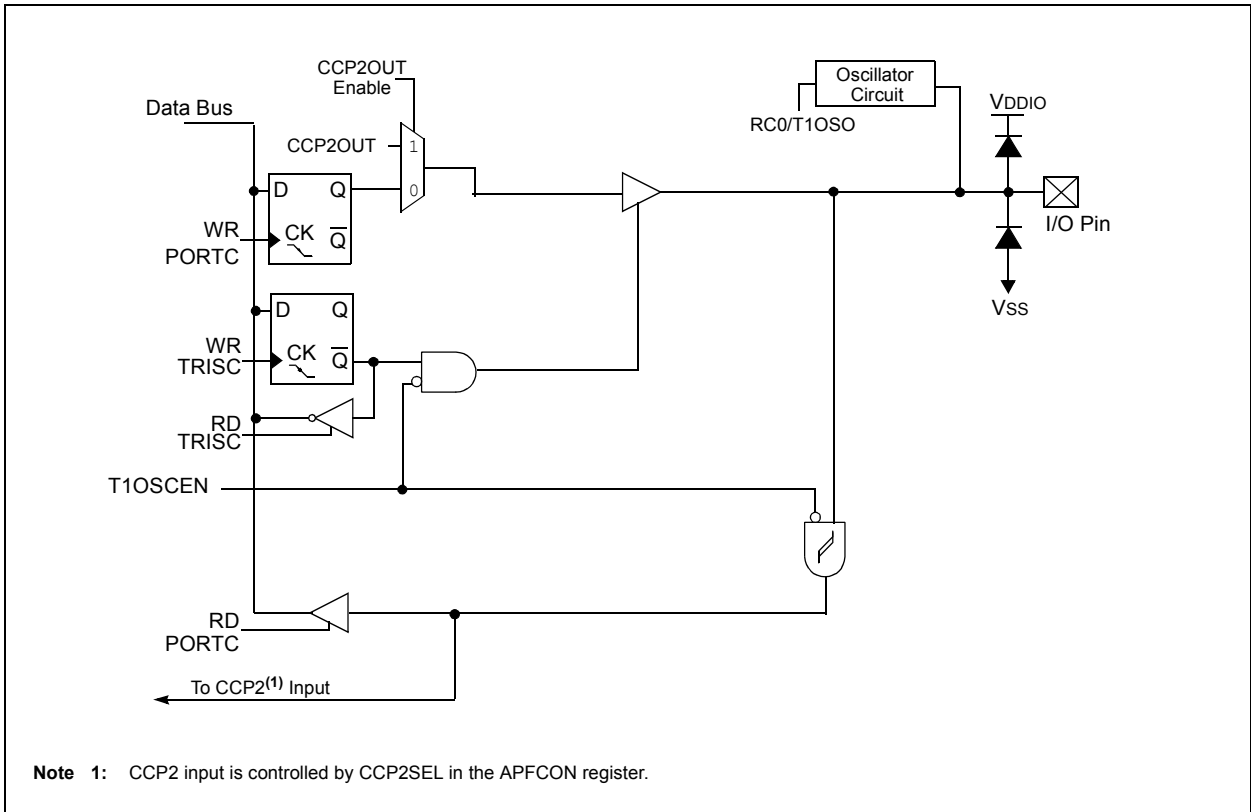 CCP2OUT
Enable
Oscillator
Circuit
VDDIO
Data Bus
RC0/T1OSO
CCP2OUT
1
D Q
0
I/O Pin
WR
PORTC
CK Q
VSS
D Q
WR
TRISC
CK Q
RD
TRISC
T1OSCEN
RD
PORTC
To CCP2(1) Input
Note 1: CCP2 input is controlled by CCP2SEL in the APFCON register.